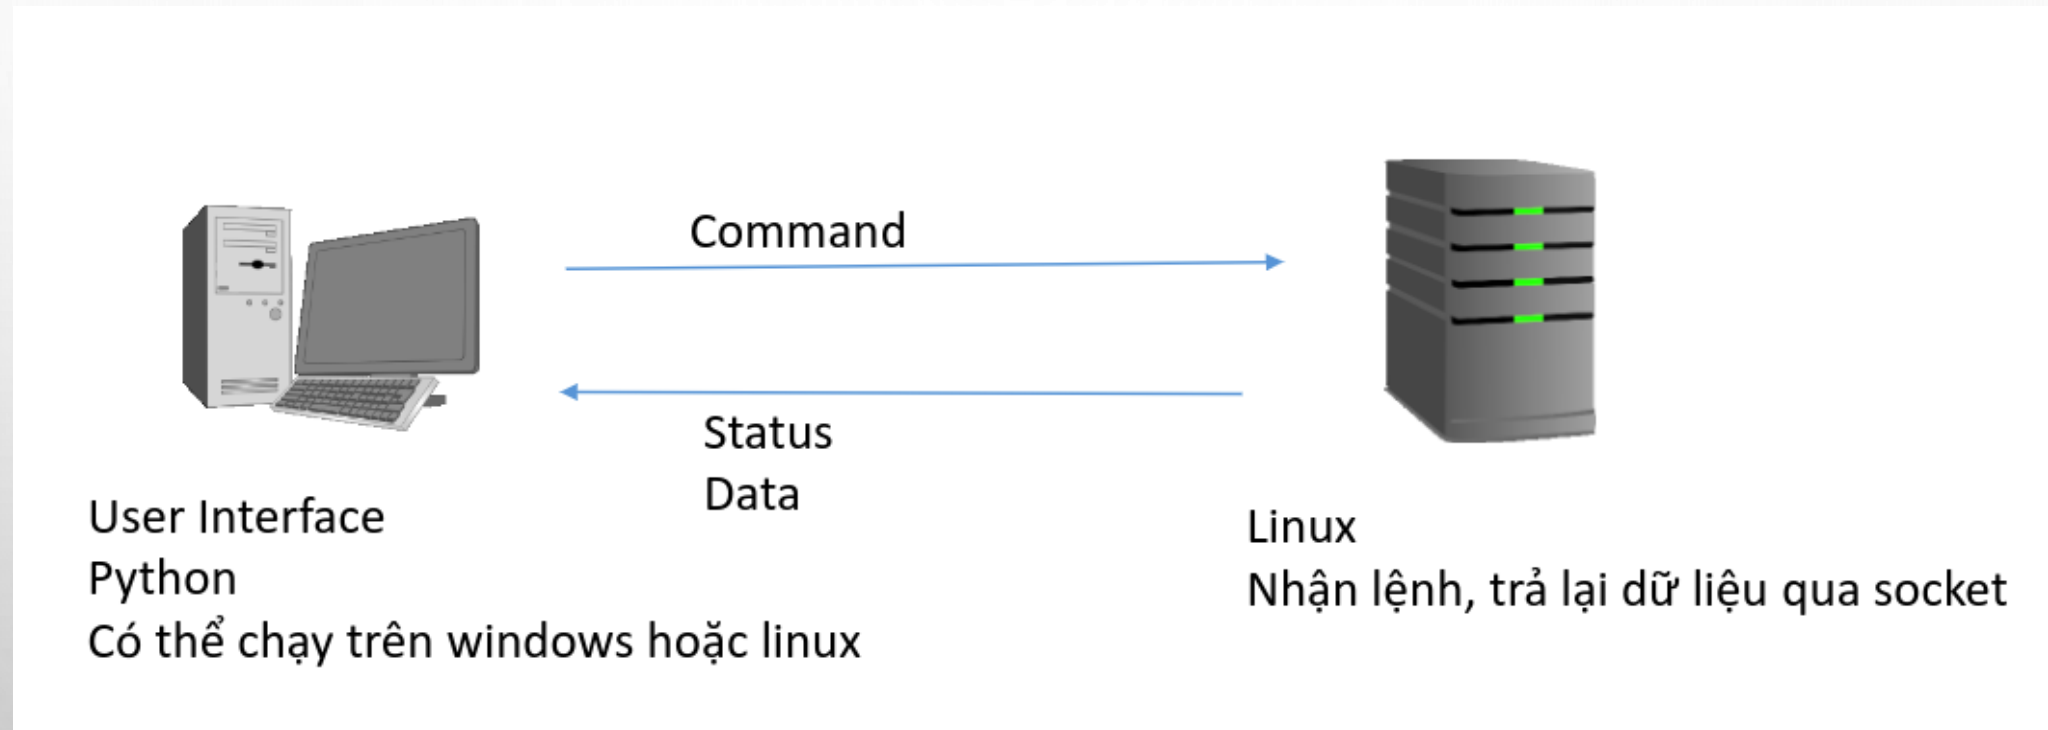 Command
Status
Data
User Interface
Python
Có thể chạy trên windows hoặc linux
Linux
Nhận lệnh, trả lại dữ liệu qua socket